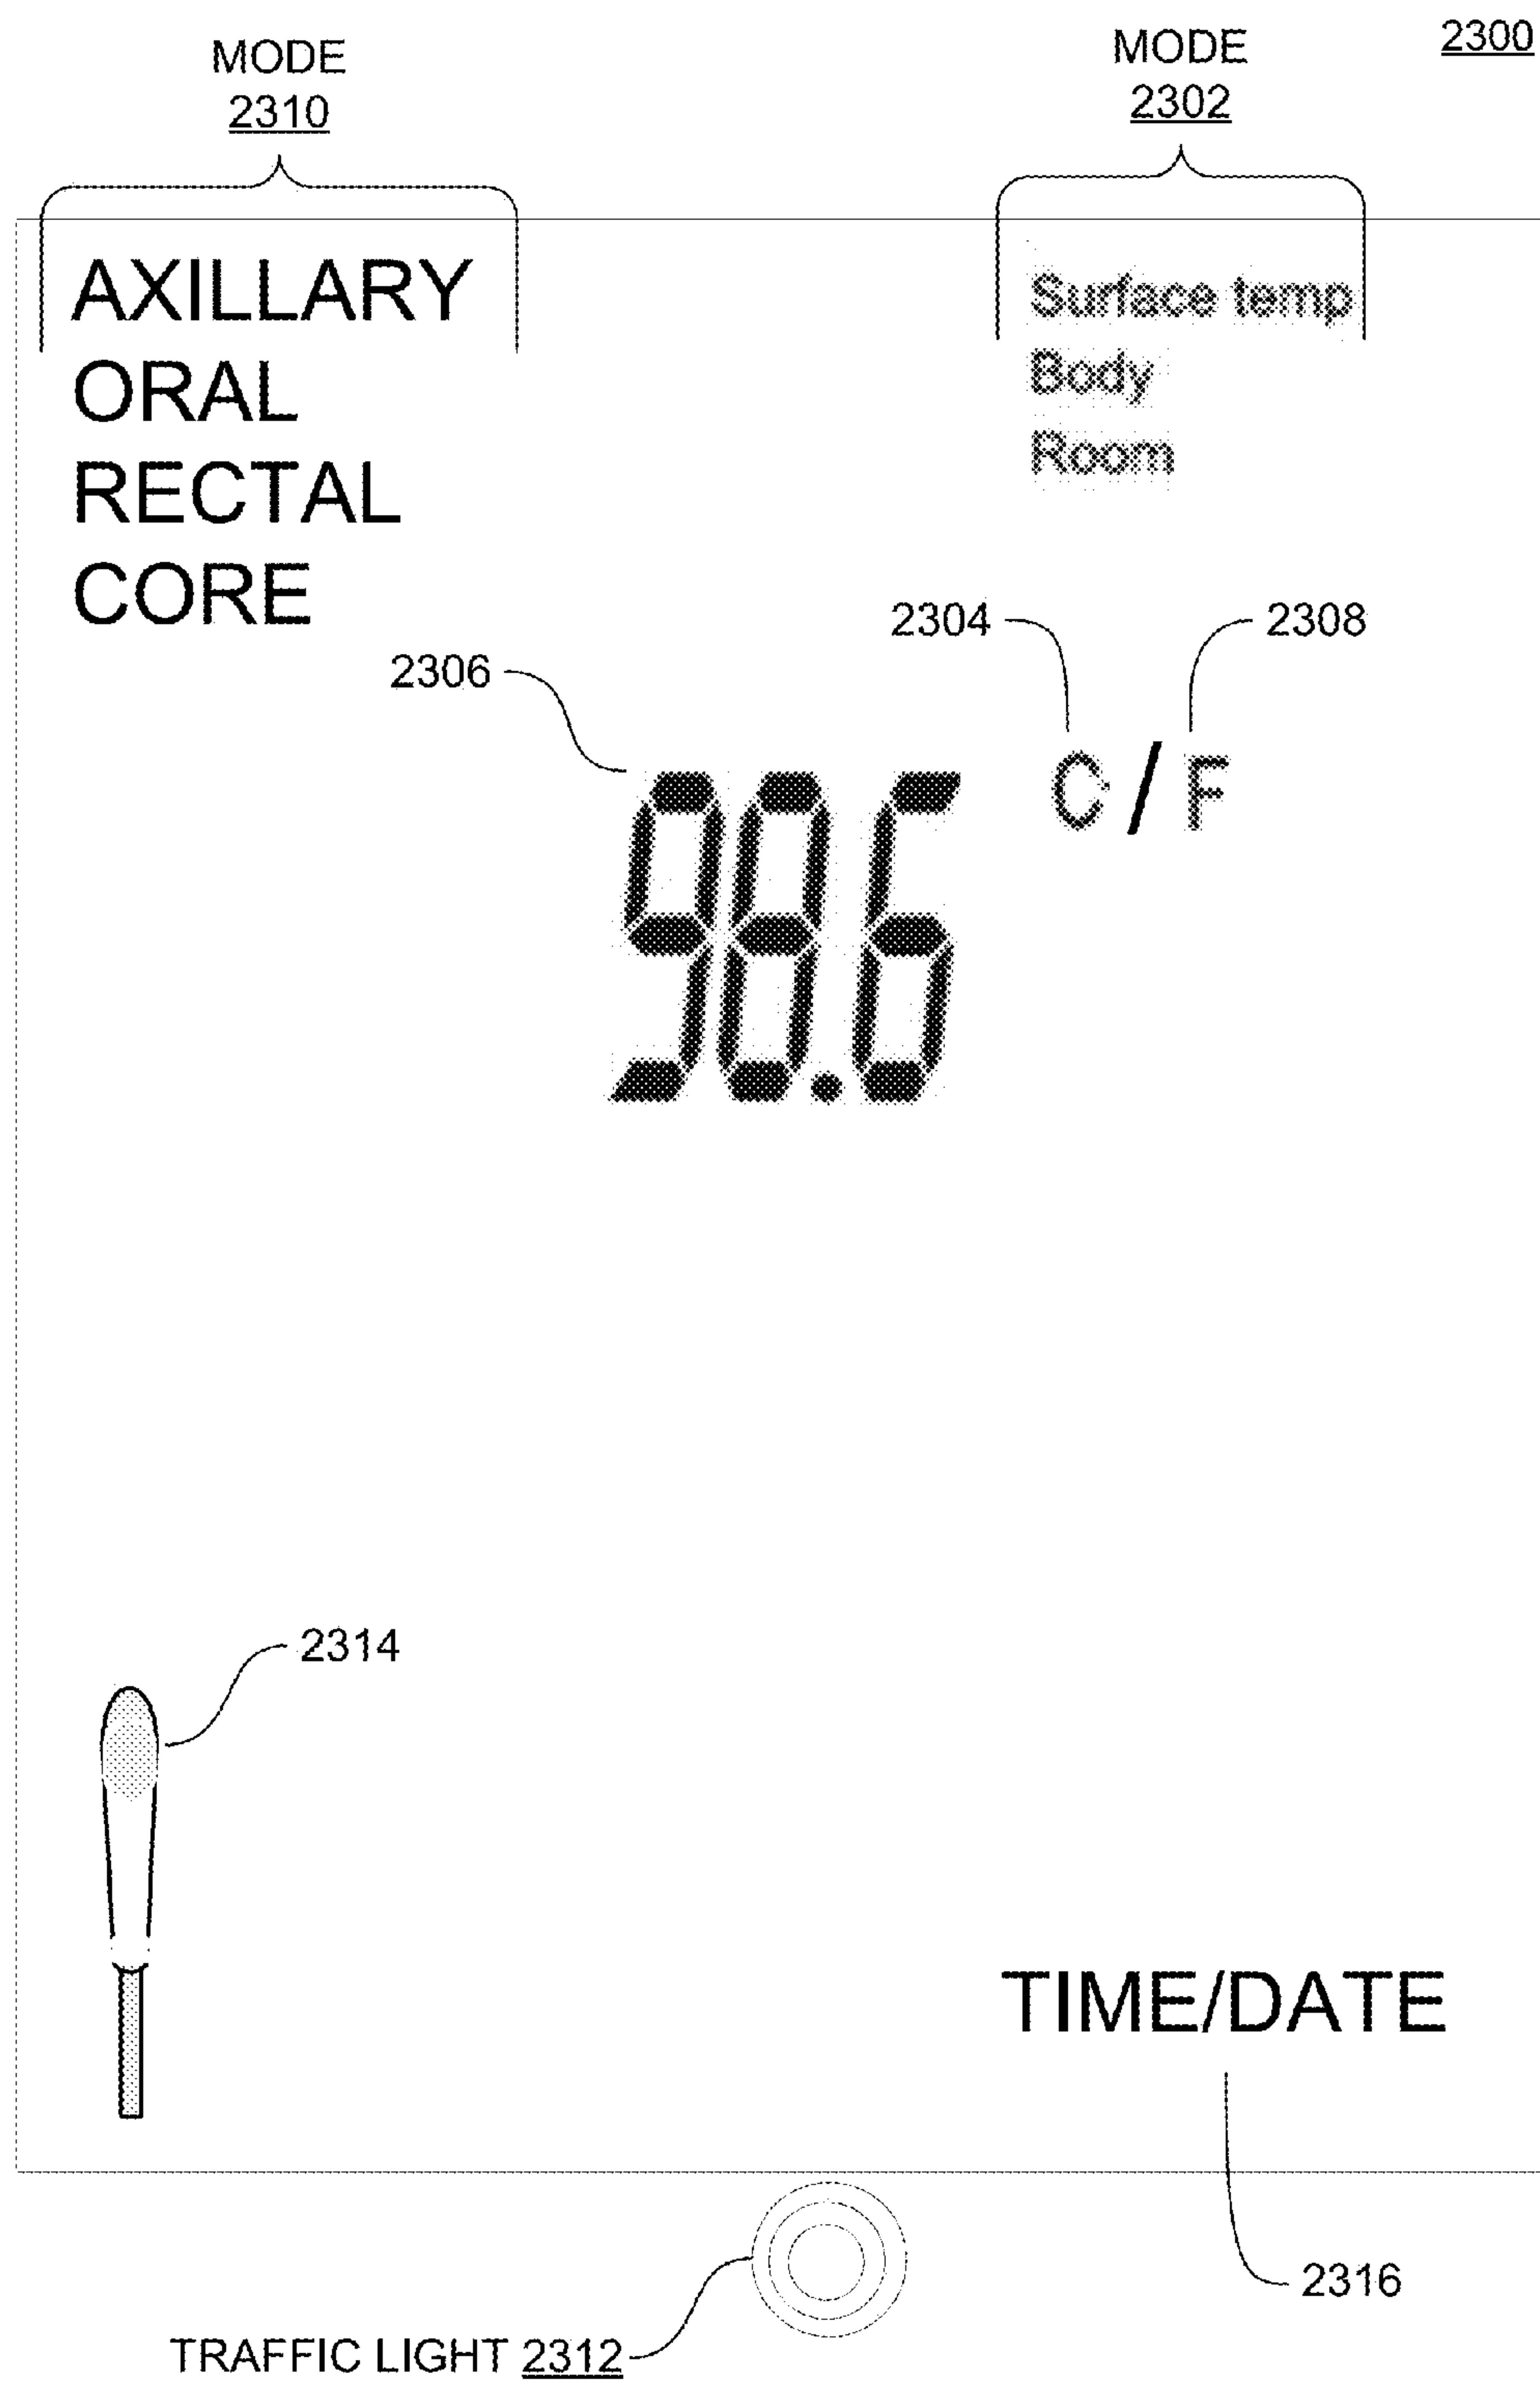 2300
MODE
2310
MODE
2302
AXILLARY
ORAL
RECTAL
CORE
Surface temp
Body
Room
2304
2308
2306
C/F
98.6
2314
TIME/DATE
2316
TRAFFIC LIGHT 2312